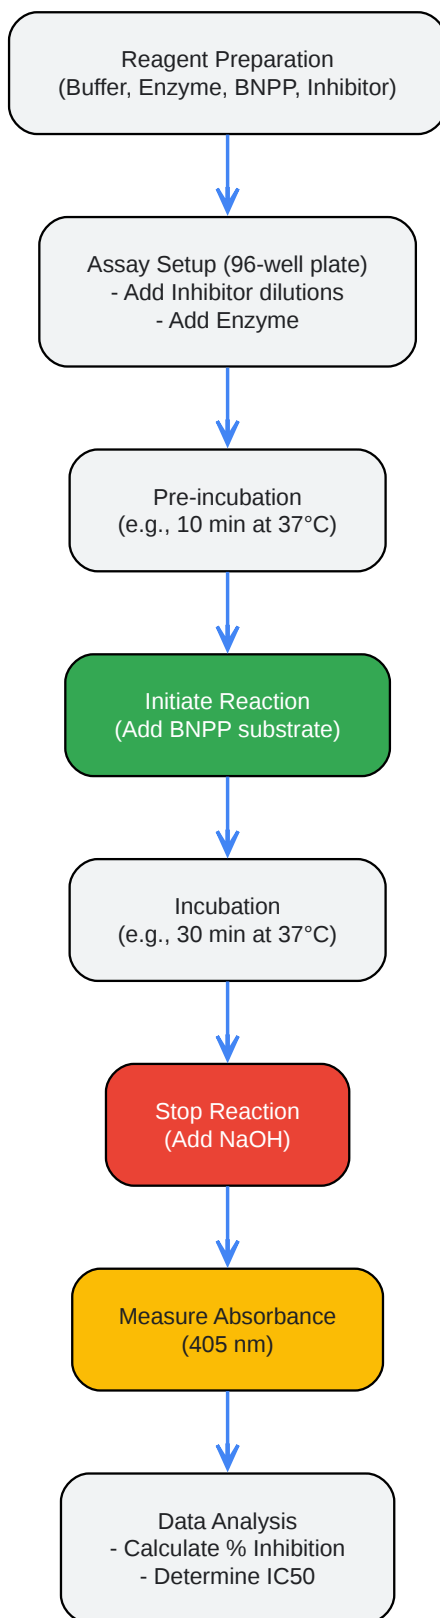 Reagent Preparation
(Buffer, Enzyme, BNPP, Inhibitor)
Assay Setup (96-well plate)
- Add Inhibitor dilutions
- Add Enzyme
Pre-incubation
(e.g., 10 min at 37°C)
Initiate Reaction
(Add BNPP substrate)
Incubation
(e.g., 30 min at 37°C)
Stop Reaction
(Add NaOH)
Measure Absorbance
(405 nm)
Data Analysis
- Calculate % Inhibition
- Determine IC50